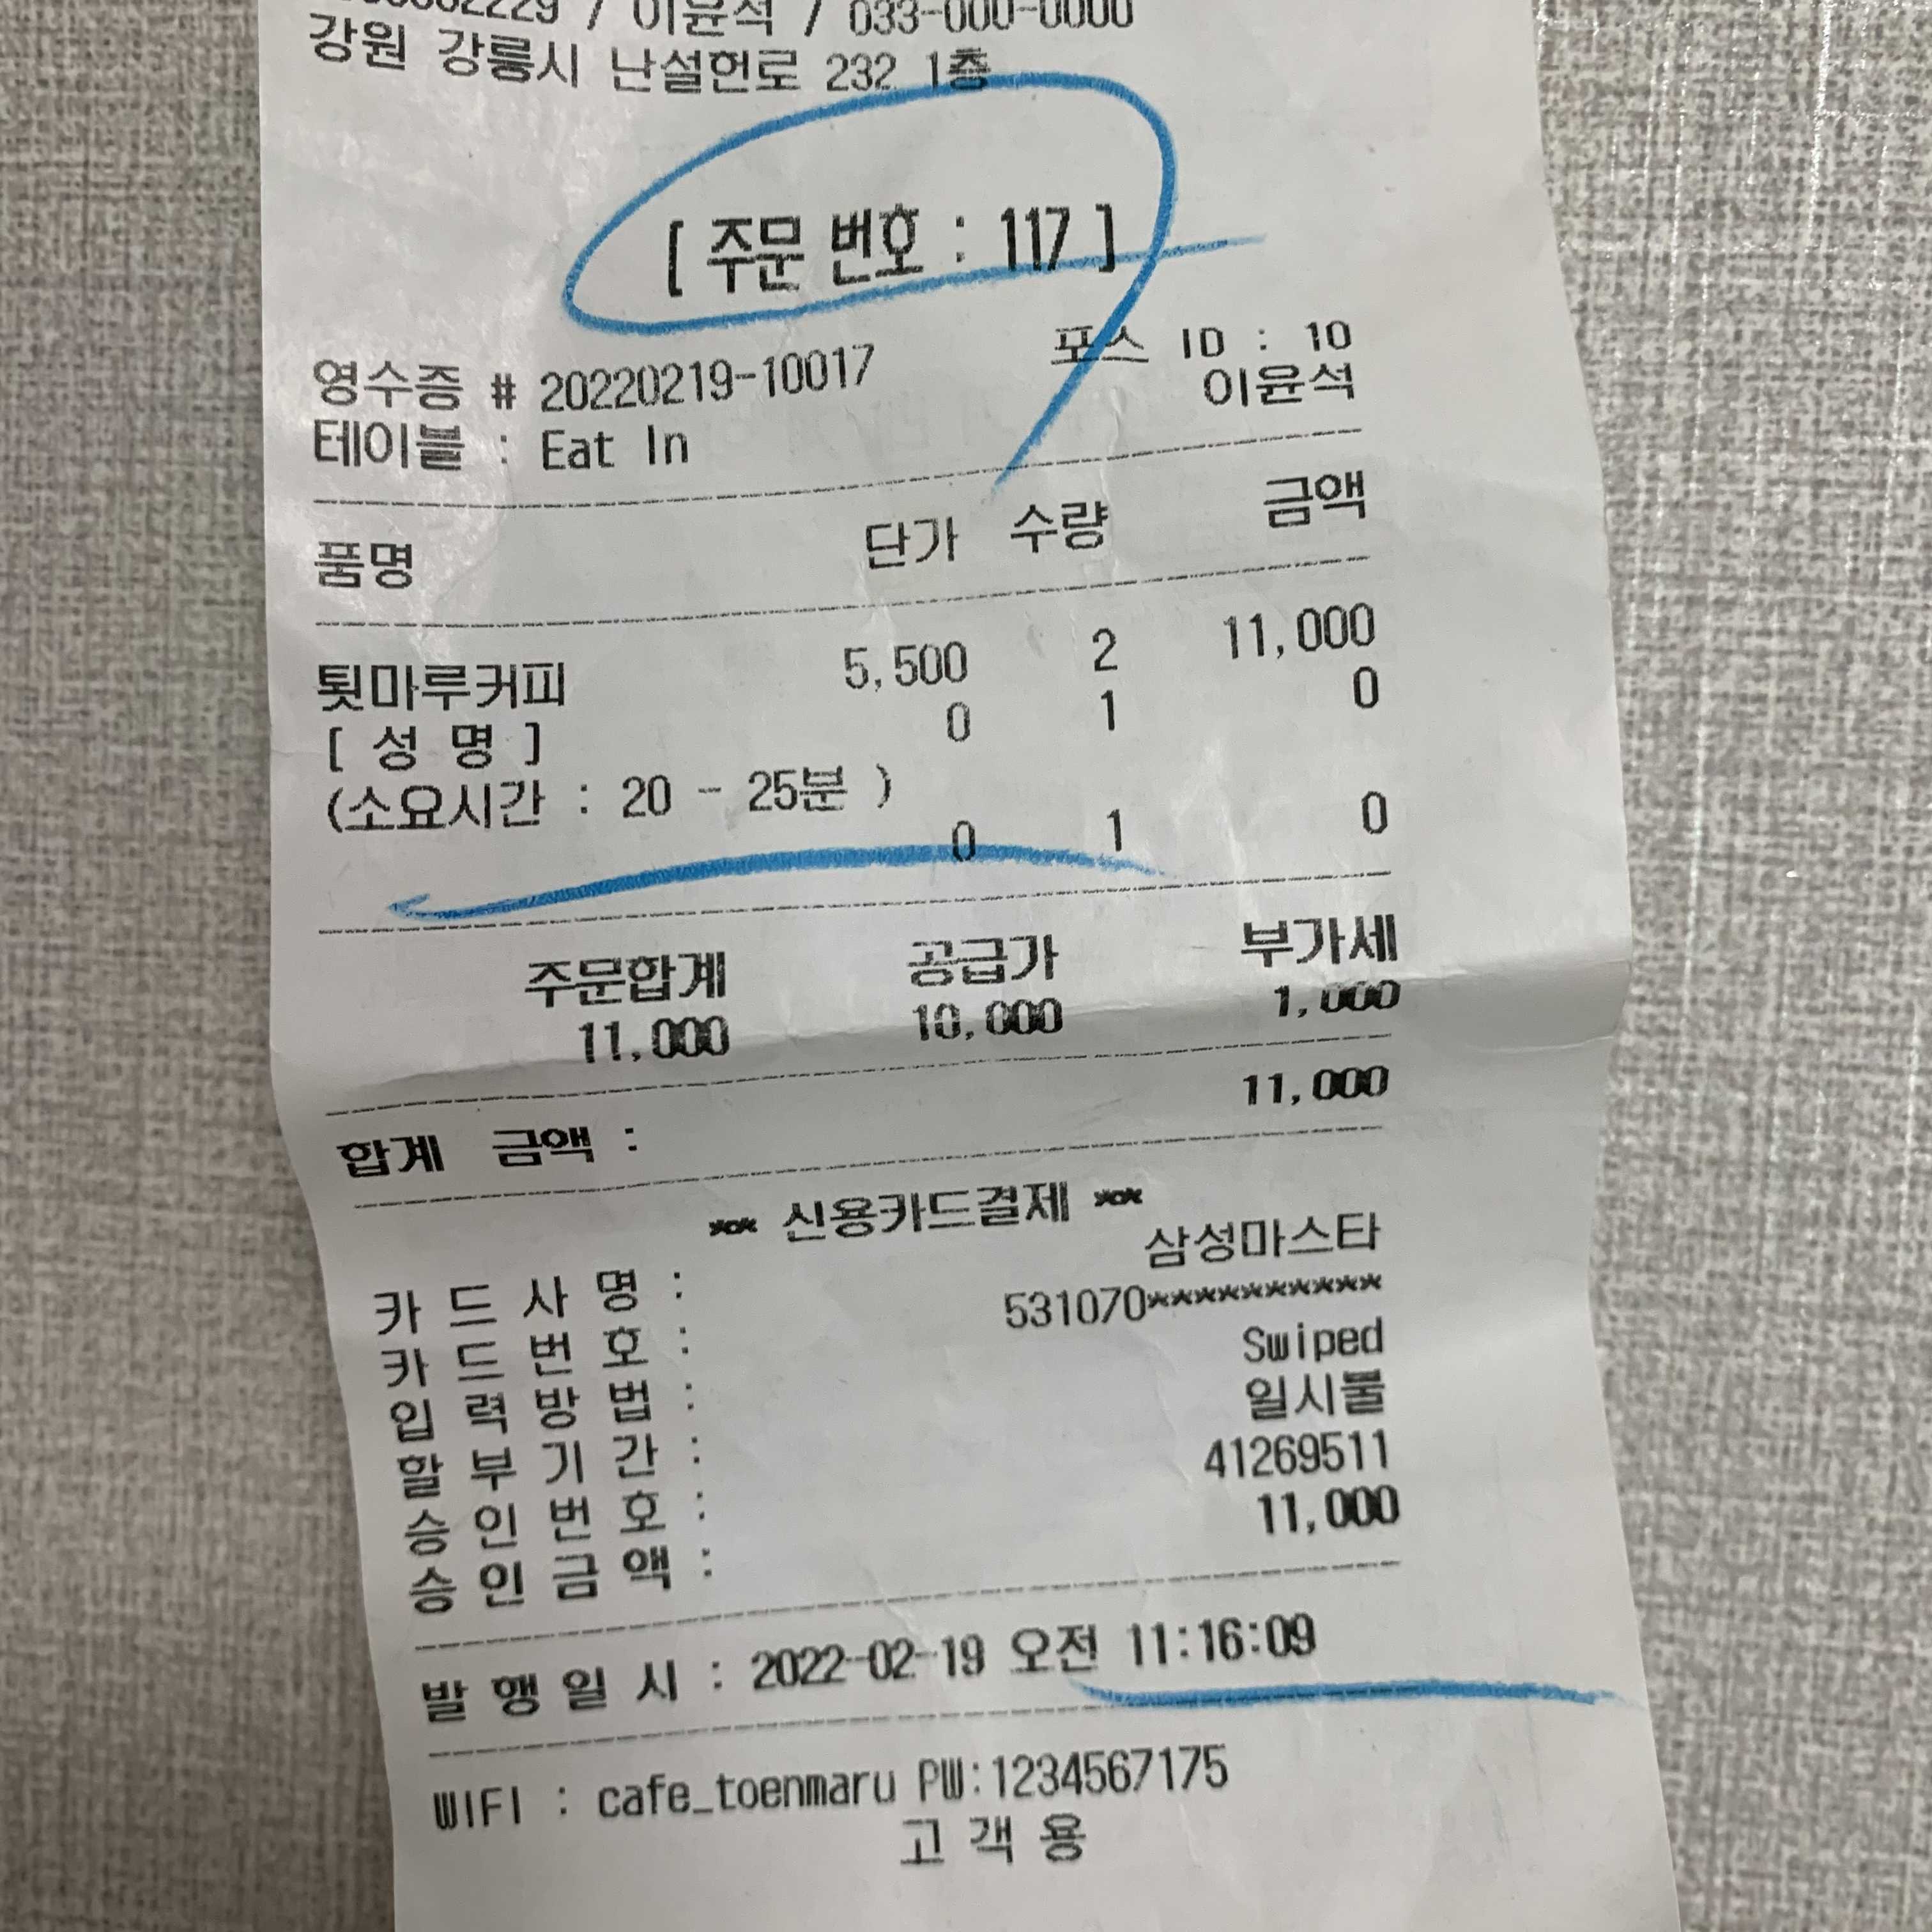 / 이윤석 / 033-000-0000
강원 강릉시 난설헌로 232 1층
[ 주문 번호 : 117 ]
영수증 # 20220219-10017 포스 ID : 10
테이블 : Eat In 이윤석
품명 단가 수량 금액
툇마루커피 5,500 2 11,000
[ 성 명 ] 0 1 0
(소요시간 : 20 - 25분 )
0 1 0
주문합계 공급가 부가세
11,000 10,000 1,000
합계 금액 : 11,000
** 신용카드결제 **
카 드 사 명 : 삼성마스타
카 드 번 호 : 531070**********
입 력 방 법 : Swiped
할 부 기 간 : 일시불
승 인 번 호 : 41269511
승 인 금 액 : 11,000
발 행 일 시 : 2022-02-19 오전 11:16:09
WIFI : cafe_toenmaru PW:1234567175
고 객 용